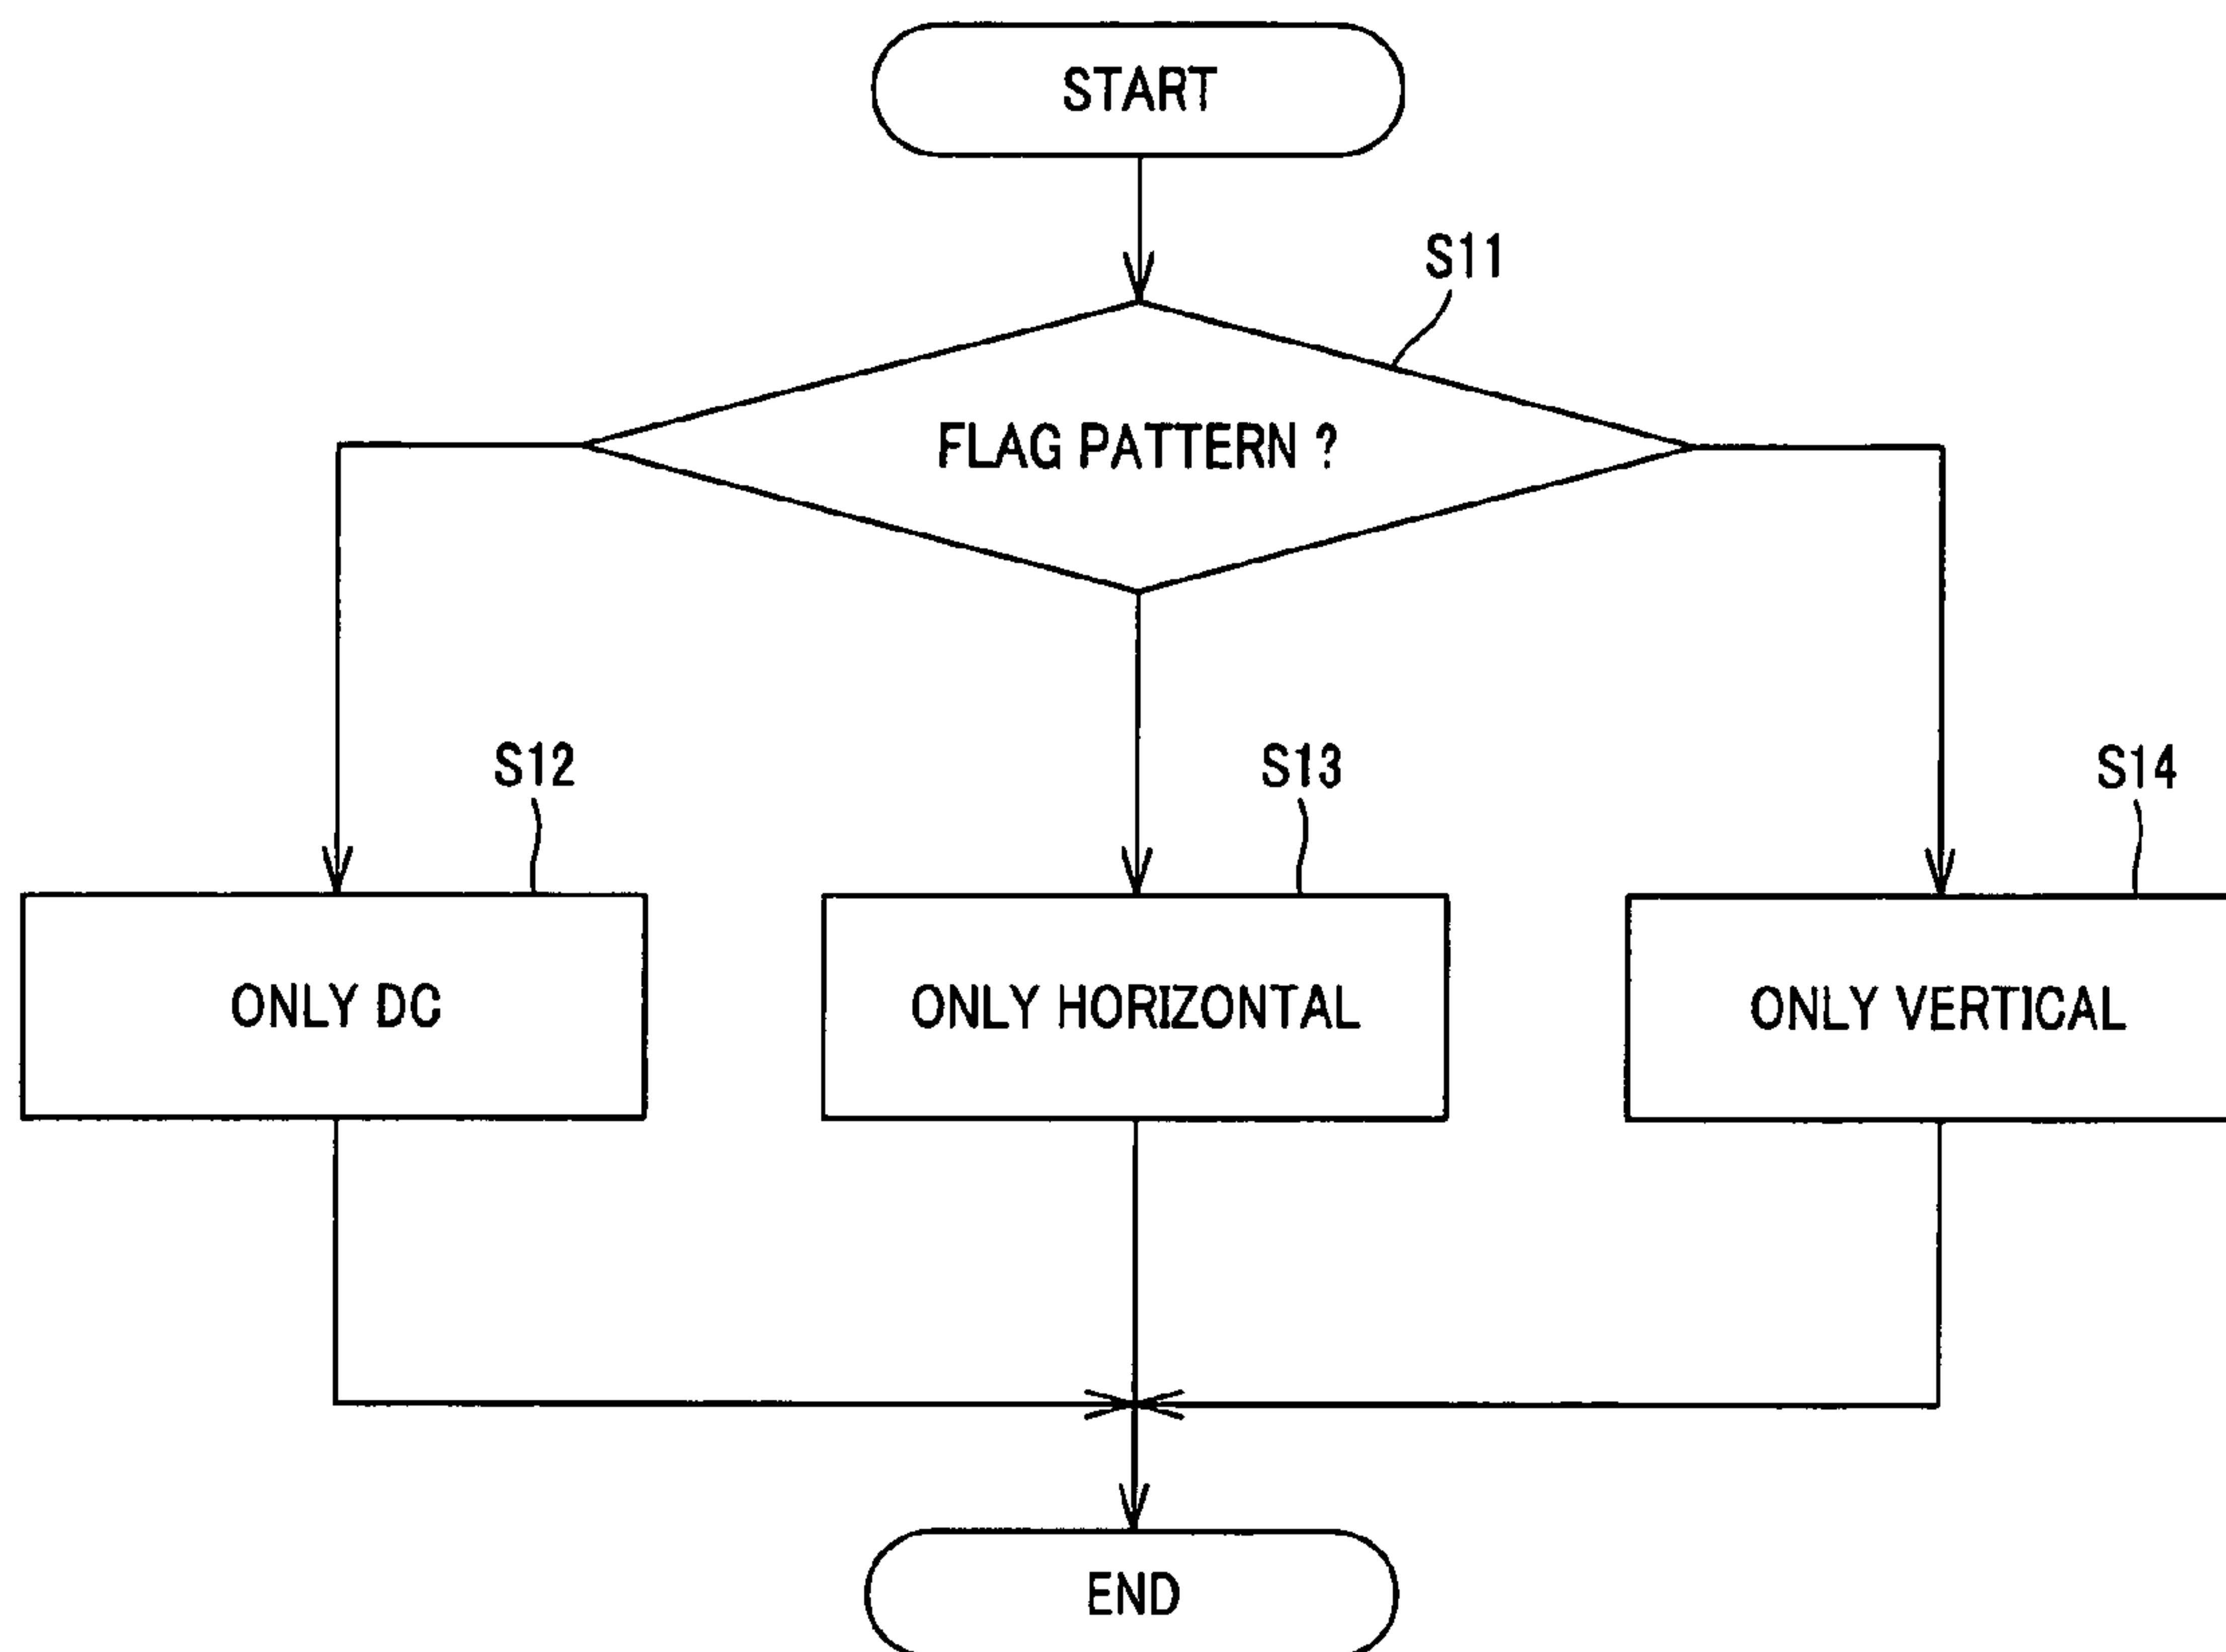 START
S11
FLAG PATTERN ?
S12
S13
S14
ONLY DC
ONLY HORIZONTAL
ONLY VERTICAL
END